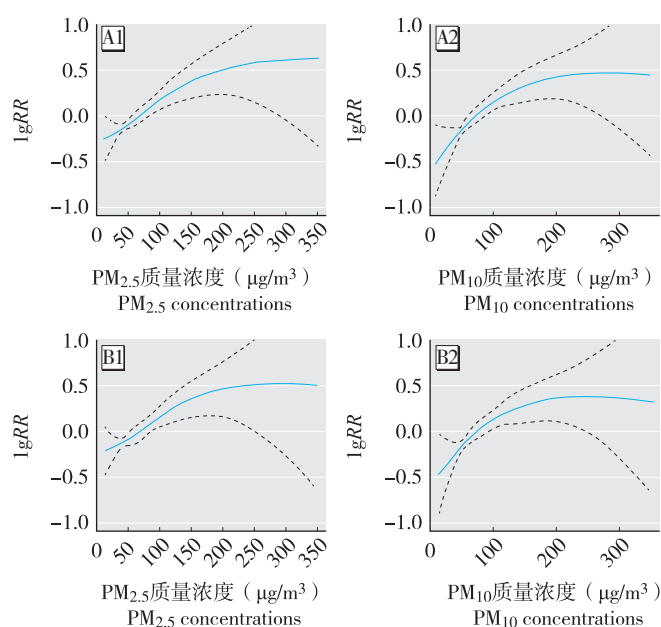 A1
1.0
0.5
0.0
−0.5
−1.0
lgRR
0 50 100 150 200 250 300 350
PM2.5质量浓度（μg/m³）
PM2.5 concentrations
A2
1.0
0.5
0.0
−0.5
−1.0
lgRR
0 100 200 300
PM10质量浓度（μg/m³）
PM10 concentrations
B1
1.0
0.5
0.0
−0.5
−1.0
lgRR
0 50 100 150 200 250 300 350
PM2.5质量浓度（μg/m³）
PM2.5 concentrations
B2
1.0
0.5
0.0
−0.5
−1.0
lgRR
0 100 200 300
PM10质量浓度（μg/m³）
PM10 concentrations